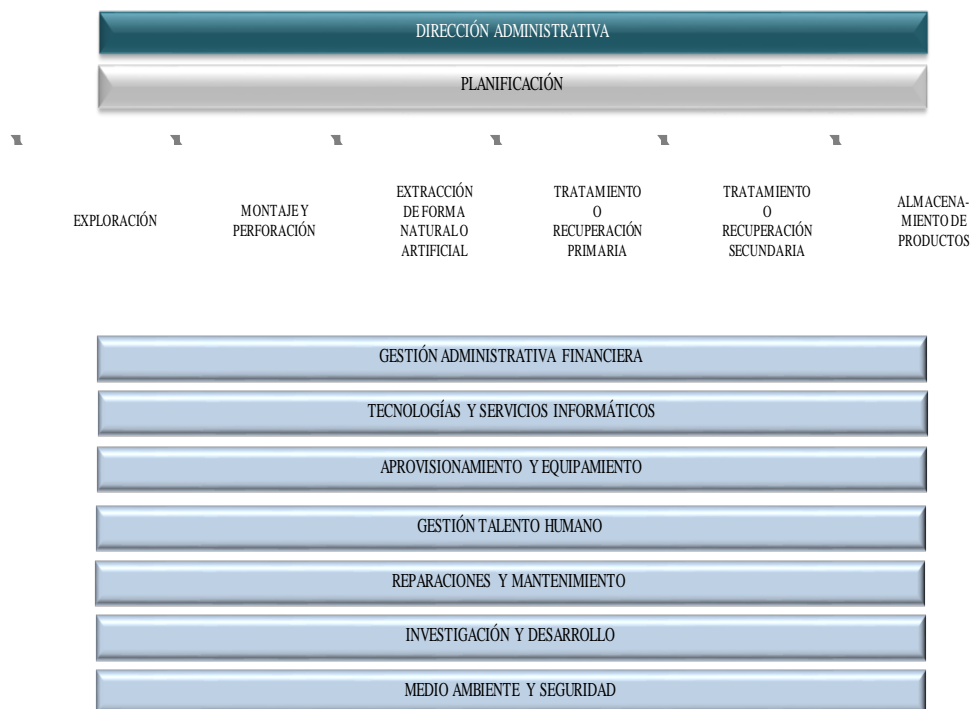 DIRECCIÓN ADMINISTRATIVA
PLANIFICACIÓN
EXPLORACIÓN
MONTAJE Y
PERFORACIÓN
EXTRACCIÓN
DE FORMA
NATURAL O
ARTIFICIAL
TRATAMIENTO
O
RECUPERACIÓN
PRIMARIA
TRATAMIENTO
O
RECUPERACIÓN
SECUNDARIA
ALMACENA-
MIENTO DE
PRODUCTOS
GESTIÓN ADMINISTRATIVA FINANCIERA
TECNOLOGÍAS Y SERVICIOS INFORMÁTICOS
APROVISIONAMIENTO Y EQUIPAMIENTO
GESTIÓN TALENTO HUMANO
REPARACIONES Y MANTENIMIENTO
INVESTIGACIÓN Y DESARROLLO
MEDIO AMBIENTE Y SEGURIDAD